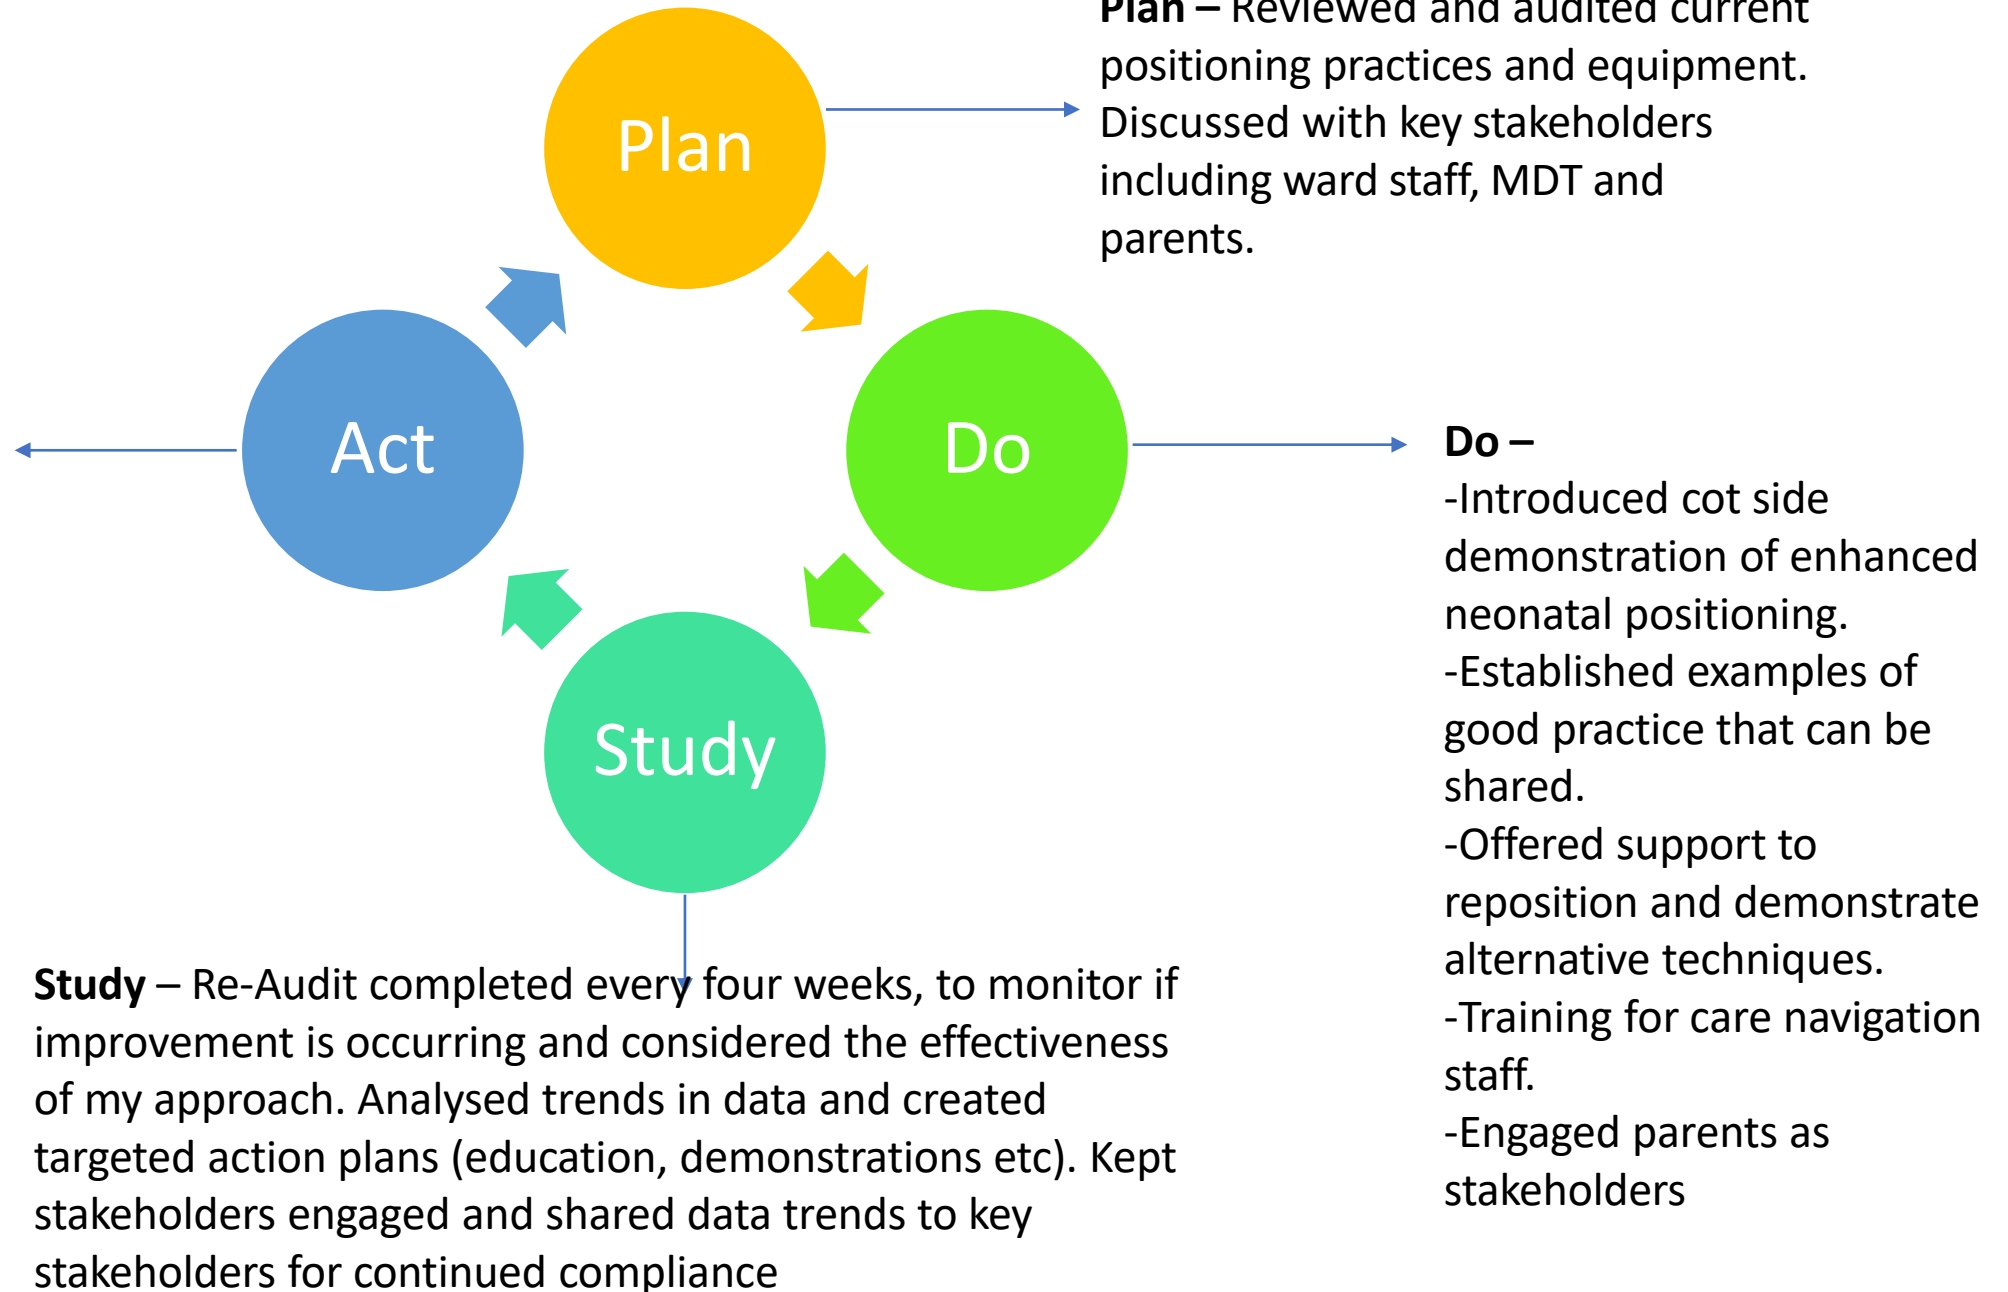 Plan
Do
Study
Act
Plan – Reviewed and audited current
positioning practices and equipment.
Discussed with key stakeholders
including ward staff, MDT and
parents.
Do –
-Introduced cot side
demonstration of enhanced
neonatal positioning.
-Established examples of
good practice that can be
shared.
-Offered support to
reposition and demonstrate
alternative techniques.
-Training for care navigation
staff.
-Engaged parents as
stakeholders
Study – Re-Audit completed every four weeks, to monitor if
improvement is occurring and considered the effectiveness
of my approach. Analysed trends in data and created
targeted action plans (education, demonstrations etc). Kept
stakeholders engaged and shared data trends to key
stakeholders for continued compliance